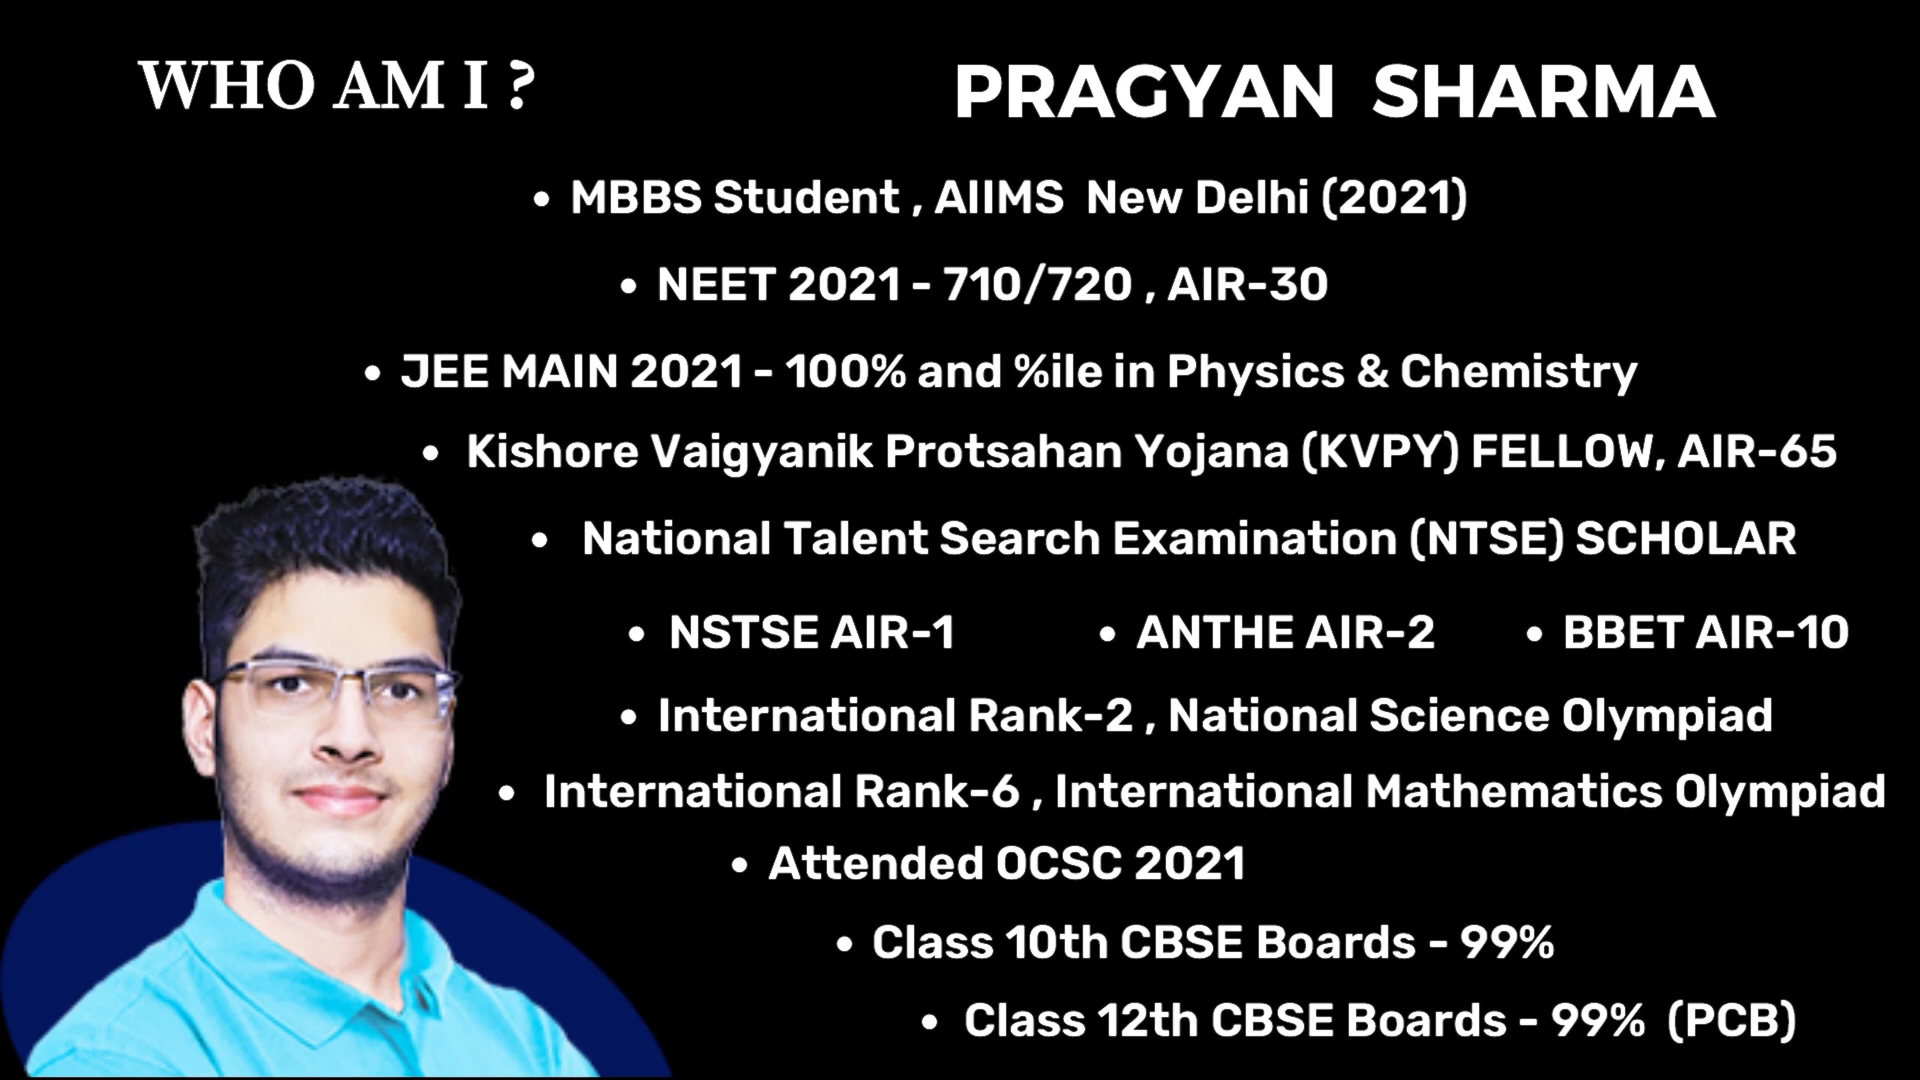 WHO AM I ?
PRAGYAN SHARMA
• MBBS Student , AIIMS New Delhi (2021)
• NEET 2021 - 710/720 , AIR-30
• JEE MAIN 2021 - 100% and %ile in Physics & Chemistry
• Kishore Vaigyanik Protsahan Yojana (KVPY) FELLOW, AIR-65
• National Talent Search Examination (NTSE) SCHOLAR
• NSTSE AIR-1 • ANTHE AIR-2 • BBET AIR-10
• International Rank-2 , National Science Olympiad
• International Rank-6 , International Mathematics Olympiad
• Attended OCSC 2021
• Class 10th CBSE Boards - 99%
• Class 12th CBSE Boards - 99% (PCB)